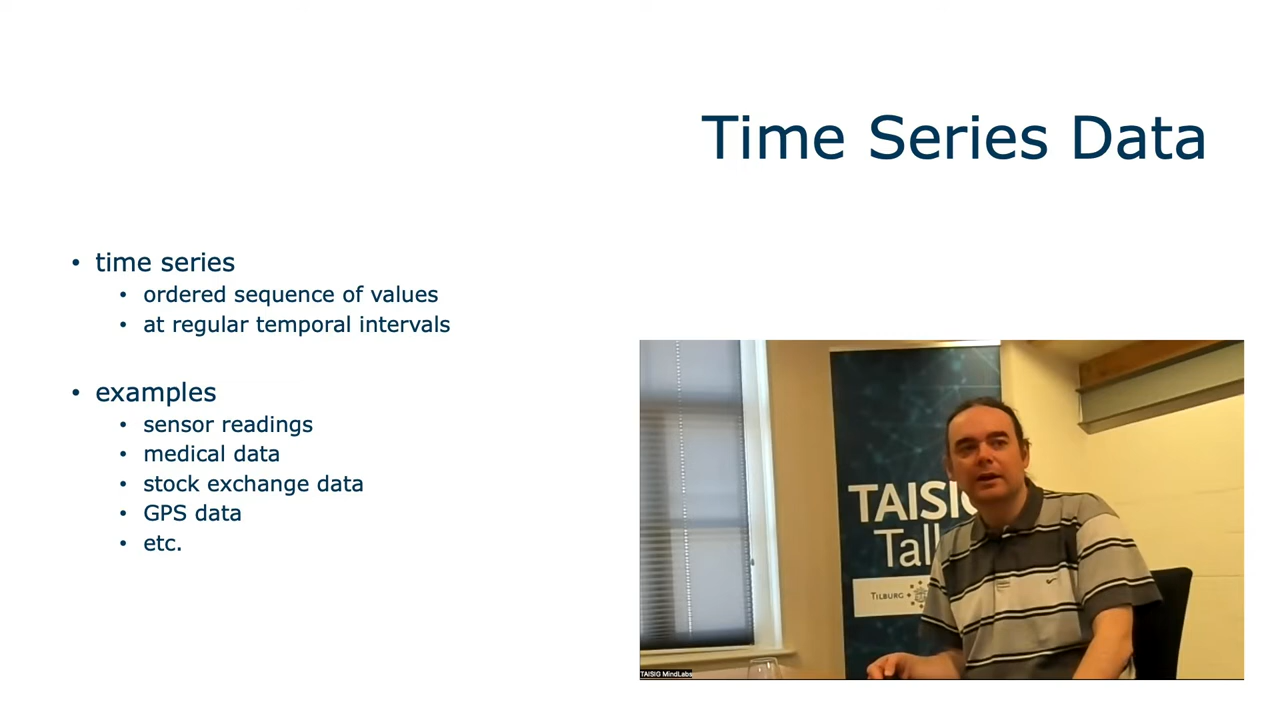 Time Series Data
• time series
• ordered sequence of values
• at regular temporal intervals
• examples
• sensor readings
• medical data
• stock exchange data
• GPS data
• etc.
TAISIG
Tal
TILBURG
TAISIG MindLabs